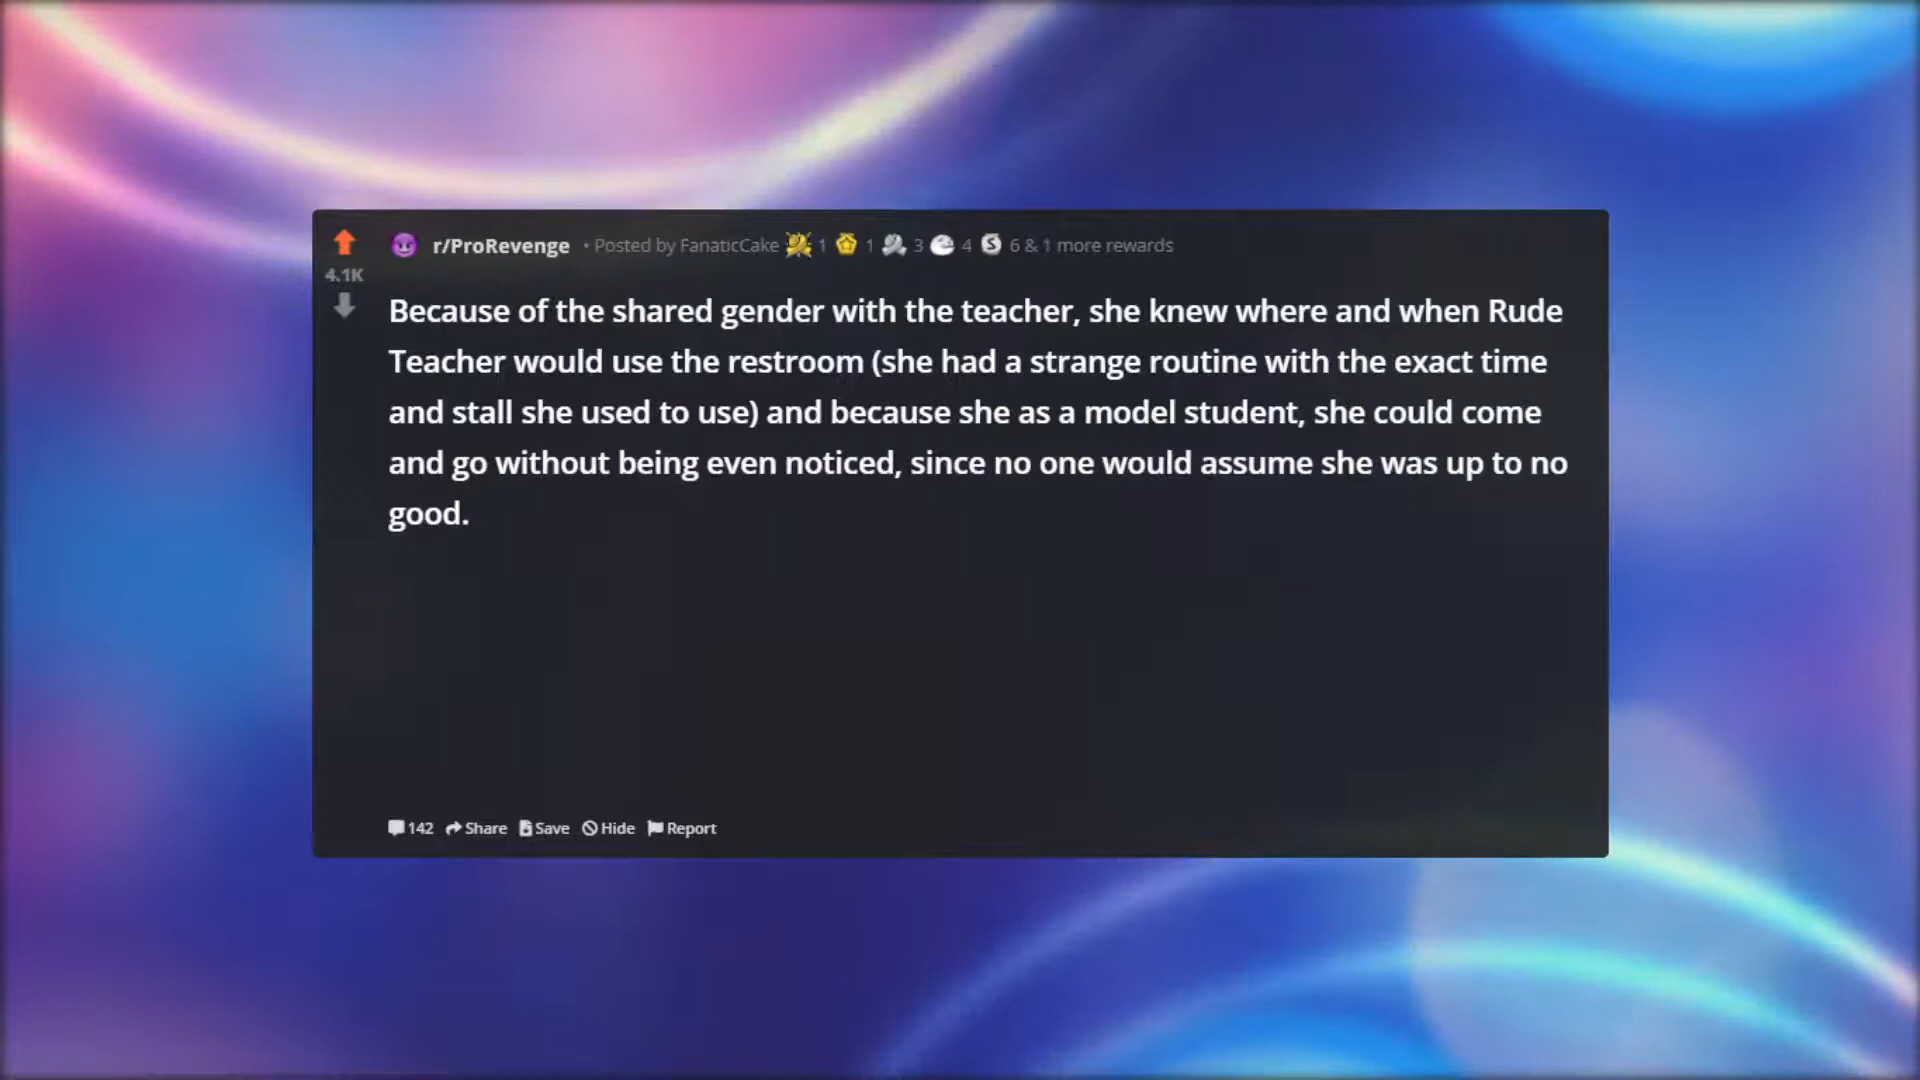 r/ProRevenge • Posted by FanaticCake 1 1 3 4 S 6 & 1 more rewards
4.1K
Because of the shared gender with the teacher, she knew where and when Rude
Teacher would use the restroom (she had a strange routine with the exact time
and stall she used to use) and because she as a model student, she could come
and go without being even noticed, since no one would assume she was up to no
good.
142 Share Save Hide Report